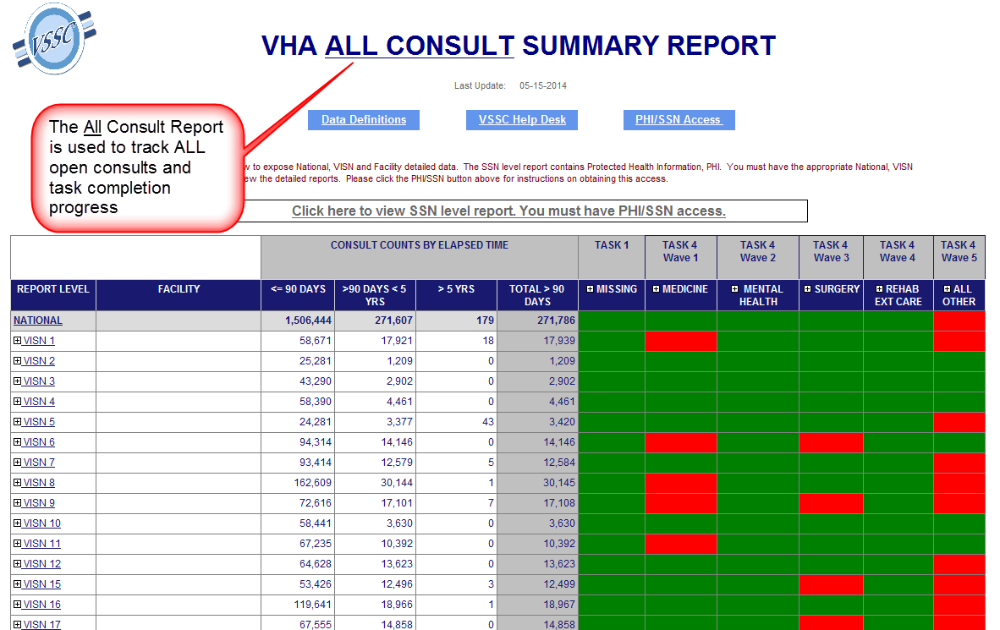 VSSC
VHA ALL CONSULT SUMMARY REPORT
Last Update: 05-15-2014
Data Definitions VSSC Help Desk PHI/SSN Access
The All Consult Report
is used to track ALL
open consults and
task completion
progress
to expose National, VISN and Facility detailed data. The SSN level report contains Protected Health Information, PHI. You must have the appropriate National, VISN
the detailed reports. Please click the PHI/SSN button above for instructions on obtaining this access.
Click here to view SSN level report. You must have PHI/SSN access.
CONSULT COUNTS BY ELAPSED TIME TASK 1 TASK 4 TASK 4 TASK 4 TASK 4 TASK 4
Wave 1 Wave 2 Wave 3 Wave 4 Wave 5
REPORT LEVEL FACILITY <= 90 DAYS >90 DAYS < 5 > 5 YRS TOTAL > 90 MISSING MEDICINE MENTAL SURGERY REHAB ALL
YRS DAYS HEALTH EXT CARE OTHER
NATIONAL 1,506,444 271,607 179 271,786
VISN 1 58,671 17,921 18 17,939
VISN 2 25,281 1,209 0 1,209
VISN 3 43,290 2,902 0 2,902
VISN 4 58,390 4,461 0 4,461
VISN 5 24,281 3,377 43 3,420
VISN 6 94,314 14,146 0 14,146
VISN 7 93,414 12,579 5 12,584
VISN 8 162,609 30,144 1 30,145
VISN 9 72,616 17,101 7 17,108
VISN 10 58,441 3,630 0 3,630
VISN 11 67,235 10,392 0 10,392
VISN 12 64,628 13,623 0 13,623
VISN 15 53,426 12,496 3 12,499
VISN 16 119,641 18,966 1 18,967
VISN 17 67,555 14,858 0 14,858